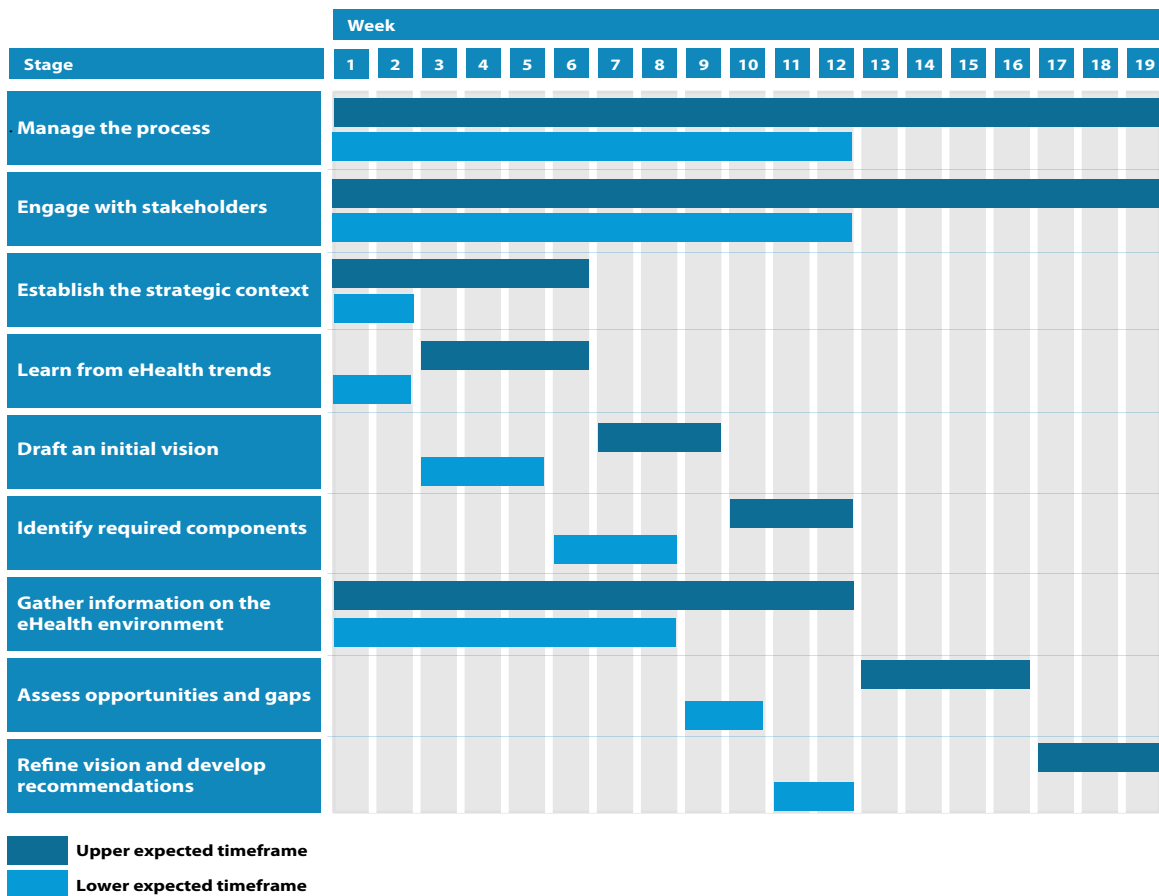 Week
Stage 1 2 3 4 5 6 7 8 9 10 11 12 13 14 15 16 17 18 19
Manage the process
Engage with stakeholders
Establish the strategic context
Learn from eHealth trends
Draft an initial vision
Identify required components
Gather information on the
eHealth environment
Assess opportunities and gaps
Refine vision and develop
recommendations
Upper expected timeframe
Lower expected timeframe